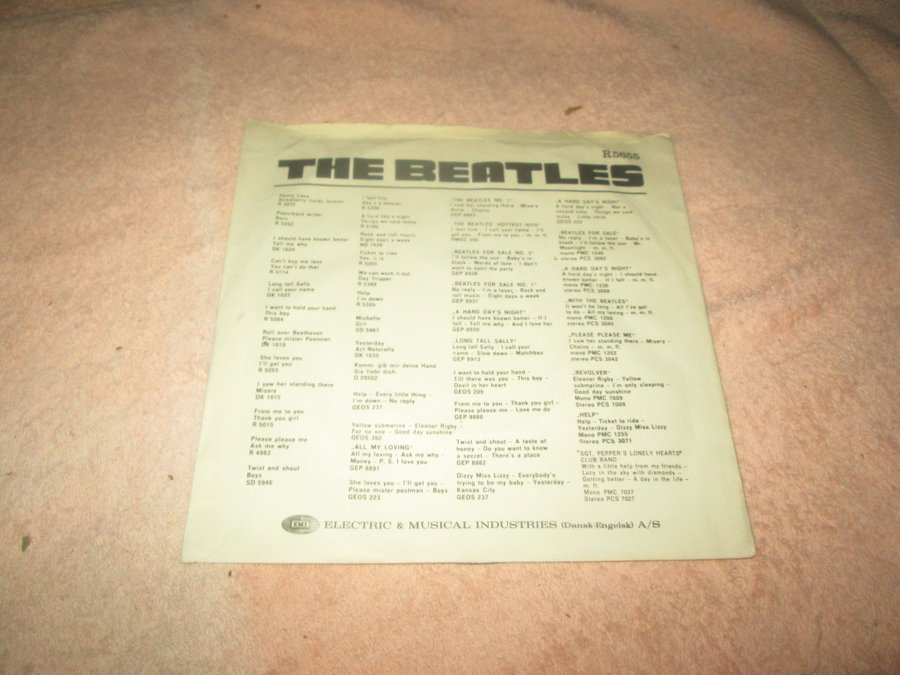 R 5655
THE BEATLES
Penny Lane
Strawberry fields forever
R 5570
Paperback writer
Rain
R 5452
I should have known better
Tell me why
DK 1624
Can't buy me love
You can't do that
R 5114
Long tall Sally
I call your name
DK 1622
I want to hold your hand
This boy
R 5084
Roll over Beethoven
Please mister Postman
DK 1619
She loves you
I'll get you
R 5055
I saw her standing there
Misery
DK 1615
From me to you
Thank you girl
R 5015
Please please me
Ask me why
R 4983
Twist and shout
Boys
SD 5946
I feel fine
She's a woman
R 5200
A hard day's night
Things we said today
R 5160
Rock and roll music
Eight days a week
Ticket to ride
Yes, it is
R 5265
We can work it out
Day Tripper
R 5389
Help
I'm down
R 5305
Michelle
Girl
SD 5987
Yesterday
Act Naturally
DK 1635
Komm, gib mir deine Hand
Sie liebt dich
O 29502
Help – Every little thing –
I'm down – No reply
GEOS 237
Yellow submarine – Eleanor Rigby –
For no one – Good day sunshine
GEOS 262
„ALL MY LOVING"
All my loving – Ask me why –
Money – P. S. I love you
GEP 8891
She loves you – I'll get you –
Please mister postman – Boys
GEOS 223
„THE BEATLES NO. 1"
I saw her standing there – Misery
Anna – Chains
GEP 8883
„THE BEATLES' HOTTEST HITS"
I feel fine – I call your name – I'll
get you – From me to you – m. m. fl.
PMSC 306
„BEATLES FOR SALE NO. 2"
I'll follow the sun – Baby's in
black – Words of love – I don't
want to spoil the party
GEP 8938
„BEATLES FOR SALE NO. 1"
No reply – I'm a loser – Rock and
roll music – Eight days a week
GEP 8931
„A HARD DAY'S NIGHT"
I should have known better – If I
fell – Tell me why – And I love her
GEP 8920
„LONG TALL SALLY"
Long tall Sally – I call your
name – Slow down – Matchbox
GEP 8913
I want to hold your hand –
Till there was you – This boy –
Devil in her heart
GEOS 209
From me to you – Thank you girl
Please please me – Love me do
GEP 8880
Twist and shout – A taste of
honey – Do you want to know
a secret – There's a place
GEP 8882
Dizzy Miss Lizzy – Everybody's
trying to be my baby – Yesterday –
Kansas City
GEOS 237
„A HARD DAY'S NIGHT"
A hard day's night – Not a
second time – Things we said
today – Little child
GEOS 233
„BEATLES FOR SALE"
No reply – I'm a loser – Baby's in
black – I'll follow the sun – Mr.
Moonlight – m. m. fl.
mono PMC 1240
stereo PCS 3062
„A HARD DAY'S NIGHT"
A hard day's night – I should have
known better – If I fell – m. m. fl.
mono PMC 1230
stereo PCS 3058
„WITH THE BEATLES"
It won't be long – All I've got
to do – All my loving – m. m. fl.
mono PMC 1206
stereo PCS 3045
„PLEASE PLEASE ME"
I saw her standing there – Misery –
Chains – m. m. fl.
mono PMC 1202
stereo PCS 3042
„REVOLVER"
Eleanor Rigby – Yellow
submarine – I'm only sleeping –
Good day sunshine
Mono PMC 7009
Stereo PCS 7009
„HELP"
Help – Ticket to ride –
Yesterday – Dizzy Miss Lizzy
Mono PMC 1255
Stereo PCS 3071
"SGT. PEPPER'S LONELY HEARTS
CLUB BAND
With a little help from my friends –
Lucy in the sky with diamonds –
Getting better – A day in the life –
m. fl.
Mono PMC 7027
Stereo PCS 7027
EMI ELECTRIC & MUSICAL INDUSTRIES (Dansk-Engelsk) A/S